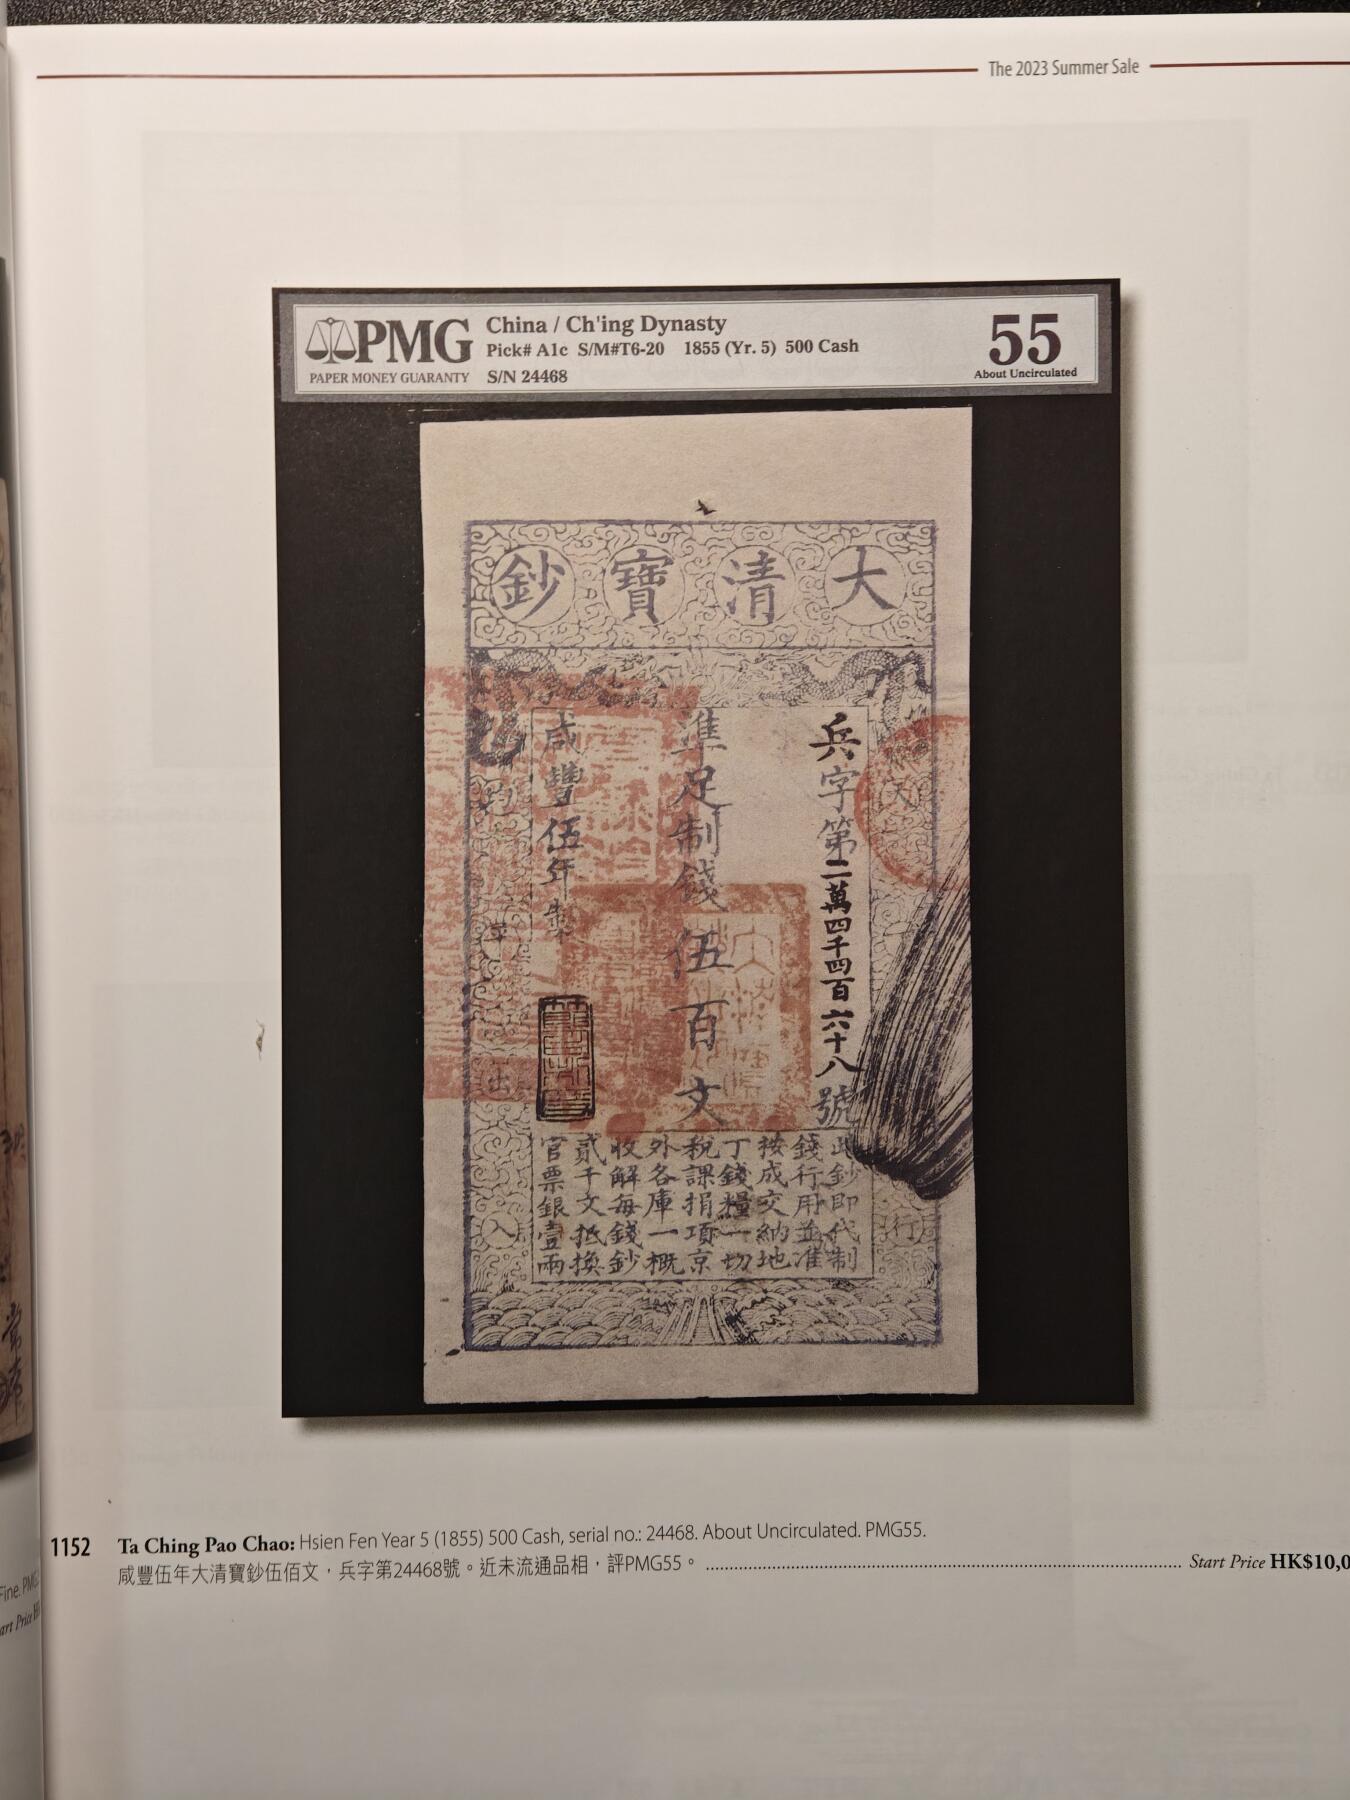 The 2023 Summer Sale
PMG
PAPER MONEY GUARANTY
China / Ch'ing Dynasty
Pick# A1c S/M#T6-20 1855 (Yr. 5) 500 Cash
S/N 24468
55
About Uncirculated
大清寶鈔
兵字第二萬四千四百六十八號
準足制錢伍百文
咸豐伍年製
此鈔即代制
錢行用並准
按成交納地
丁錢糧一切
稅課捐項京
外各庫一概
收解每錢鈔
貳千文抵換
官票銀壹兩
1152 Ta Ching Pao Chao: Hsien Fen Year 5 (1855) 500 Cash, serial no.: 24468. About Uncirculated. PMG55.
咸豐伍年大清寶鈔伍佰文，兵字第24468號。近未流通品相，評PMG55。 Start Price HK$10,0